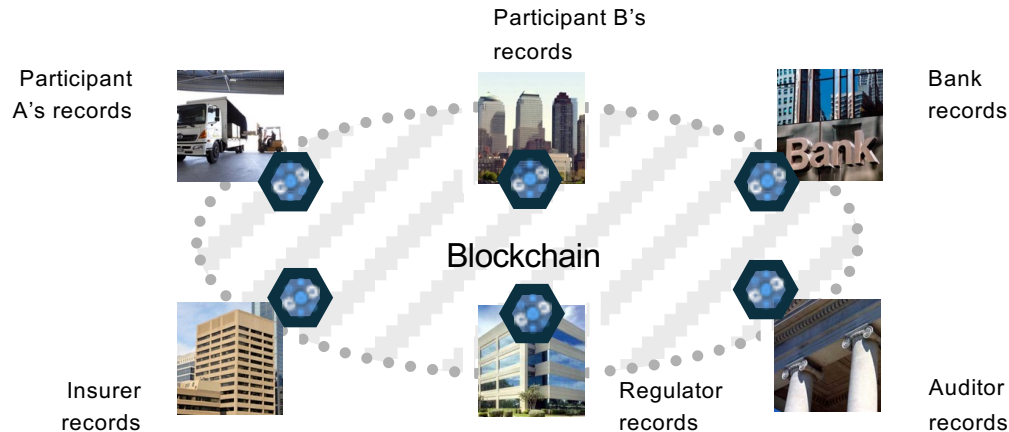 Participant B’s
records
Participant
A’s records
Bank
records
Bank
Blockchain
Insurer
records
Regulator
records
Auditor
records